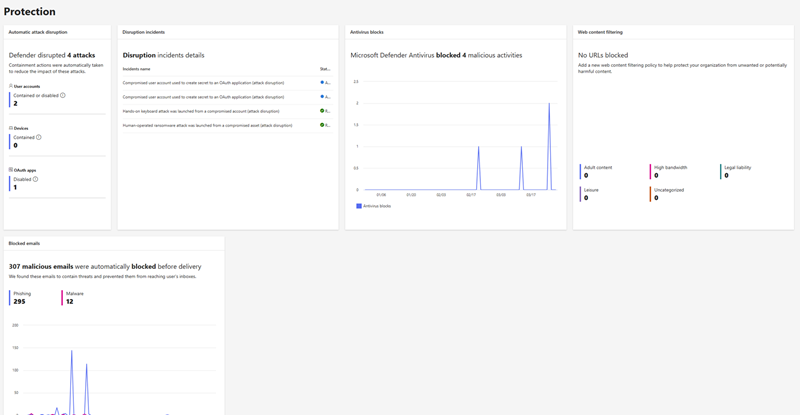 Protection
Automatic attack disruption
Defender disrupted 4 attacks
Containment actions were automatically taken
to reduce the impact of these attacks.
User accounts
Contained or disabled
2
Devices
Contained
0
OAuth apps
Disabled
1
Disruption incidents
Disruption incidents details
Incidents name Stat...
Compromised user account used to create secret to an OAuth application (attack disruption) A...
Compromised user account used to create secret to an OAuth application (attack disruption) A...
Hands-on keyboard attack was launched from a compromised account (attack disruption) R...
Human-operated ransomware attack was launched from a compromised asset (attack disruption) R...
Antivirus blocks
Microsoft Defender Antivirus blocked 4 malicious activities
2.5
2
1.5
1
0.5
0
01/08 01/23 02/05 02/17 03/05 03/17
Antivirus blocks
Web content filtering
No URLs blocked
Add a new web content filtering policy to help protect your organization from unwanted or potentially
harmful content.
Adult content
0
High bandwidth
0
Legal liability
0
Leisure
0
Uncategorized
0
Blocked emails
307 malicious emails were automatically blocked before delivery
We found these emails to contain threats and prevented them from reaching user's inboxes.
Phishing
295
Malware
12
200
150
100
50